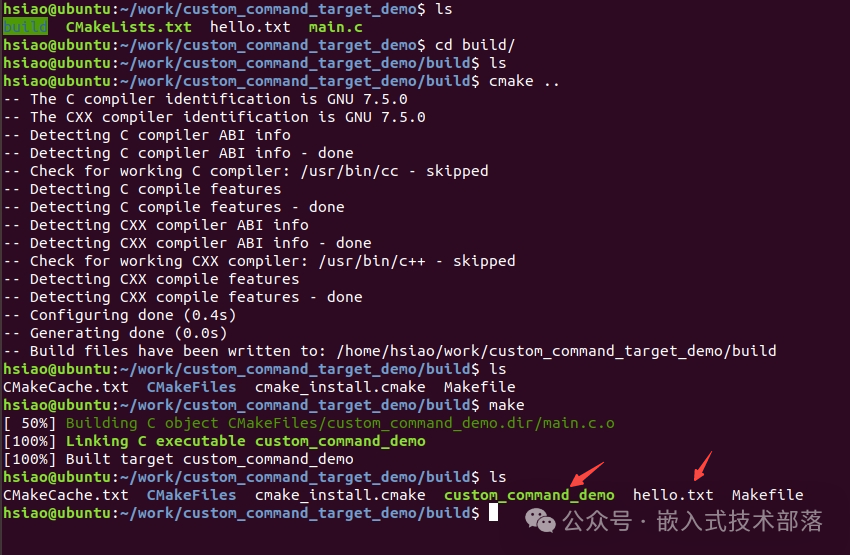 hsiao@ubuntu:~/work/custom_command_target_demo$ ls
build  CMakeLists.txt  hello.txt  main.c
hsiao@ubuntu:~/work/custom_command_target_demo$ cd build/
hsiao@ubuntu:~/work/custom_command_target_demo/build$ ls
hsiao@ubuntu:~/work/custom_command_target_demo/build$ cmake ..
-- The C compiler identification is GNU 7.5.0
-- The CXX compiler identification is GNU 7.5.0
-- Detecting C compiler ABI info
-- Detecting C compiler ABI info - done
-- Check for working C compiler: /usr/bin/cc - skipped
-- Detecting C compile features
-- Detecting C compile features - done
-- Detecting CXX compiler ABI info
-- Detecting CXX compiler ABI info - done
-- Check for working CXX compiler: /usr/bin/c++ - skipped
-- Detecting CXX compile features
-- Detecting CXX compile features - done
-- Configuring done (0.4s)
-- Generating done (0.0s)
-- Build files have been written to: /home/hsiao/work/custom_command_target_demo/build
hsiao@ubuntu:~/work/custom_command_target_demo/build$ ls
CMakeCache.txt  CMakeFiles  cmake_install.cmake  Makefile
hsiao@ubuntu:~/work/custom_command_target_demo/build$ make
[ 50%] Building C object CMakeFiles/custom_command_demo.dir/main.c.o
[100%] Linking C executable custom_command_demo
[100%] Built target custom_command_demo
hsiao@ubuntu:~/work/custom_command_target_demo/build$ ls
CMakeCache.txt  CMakeFiles  cmake_install.cmake  custom_command_demo  hello.txt  Makefile
hsiao@ubuntu:~/work/custom_command_target_demo/build$
公众号 · 嵌入式技术部落